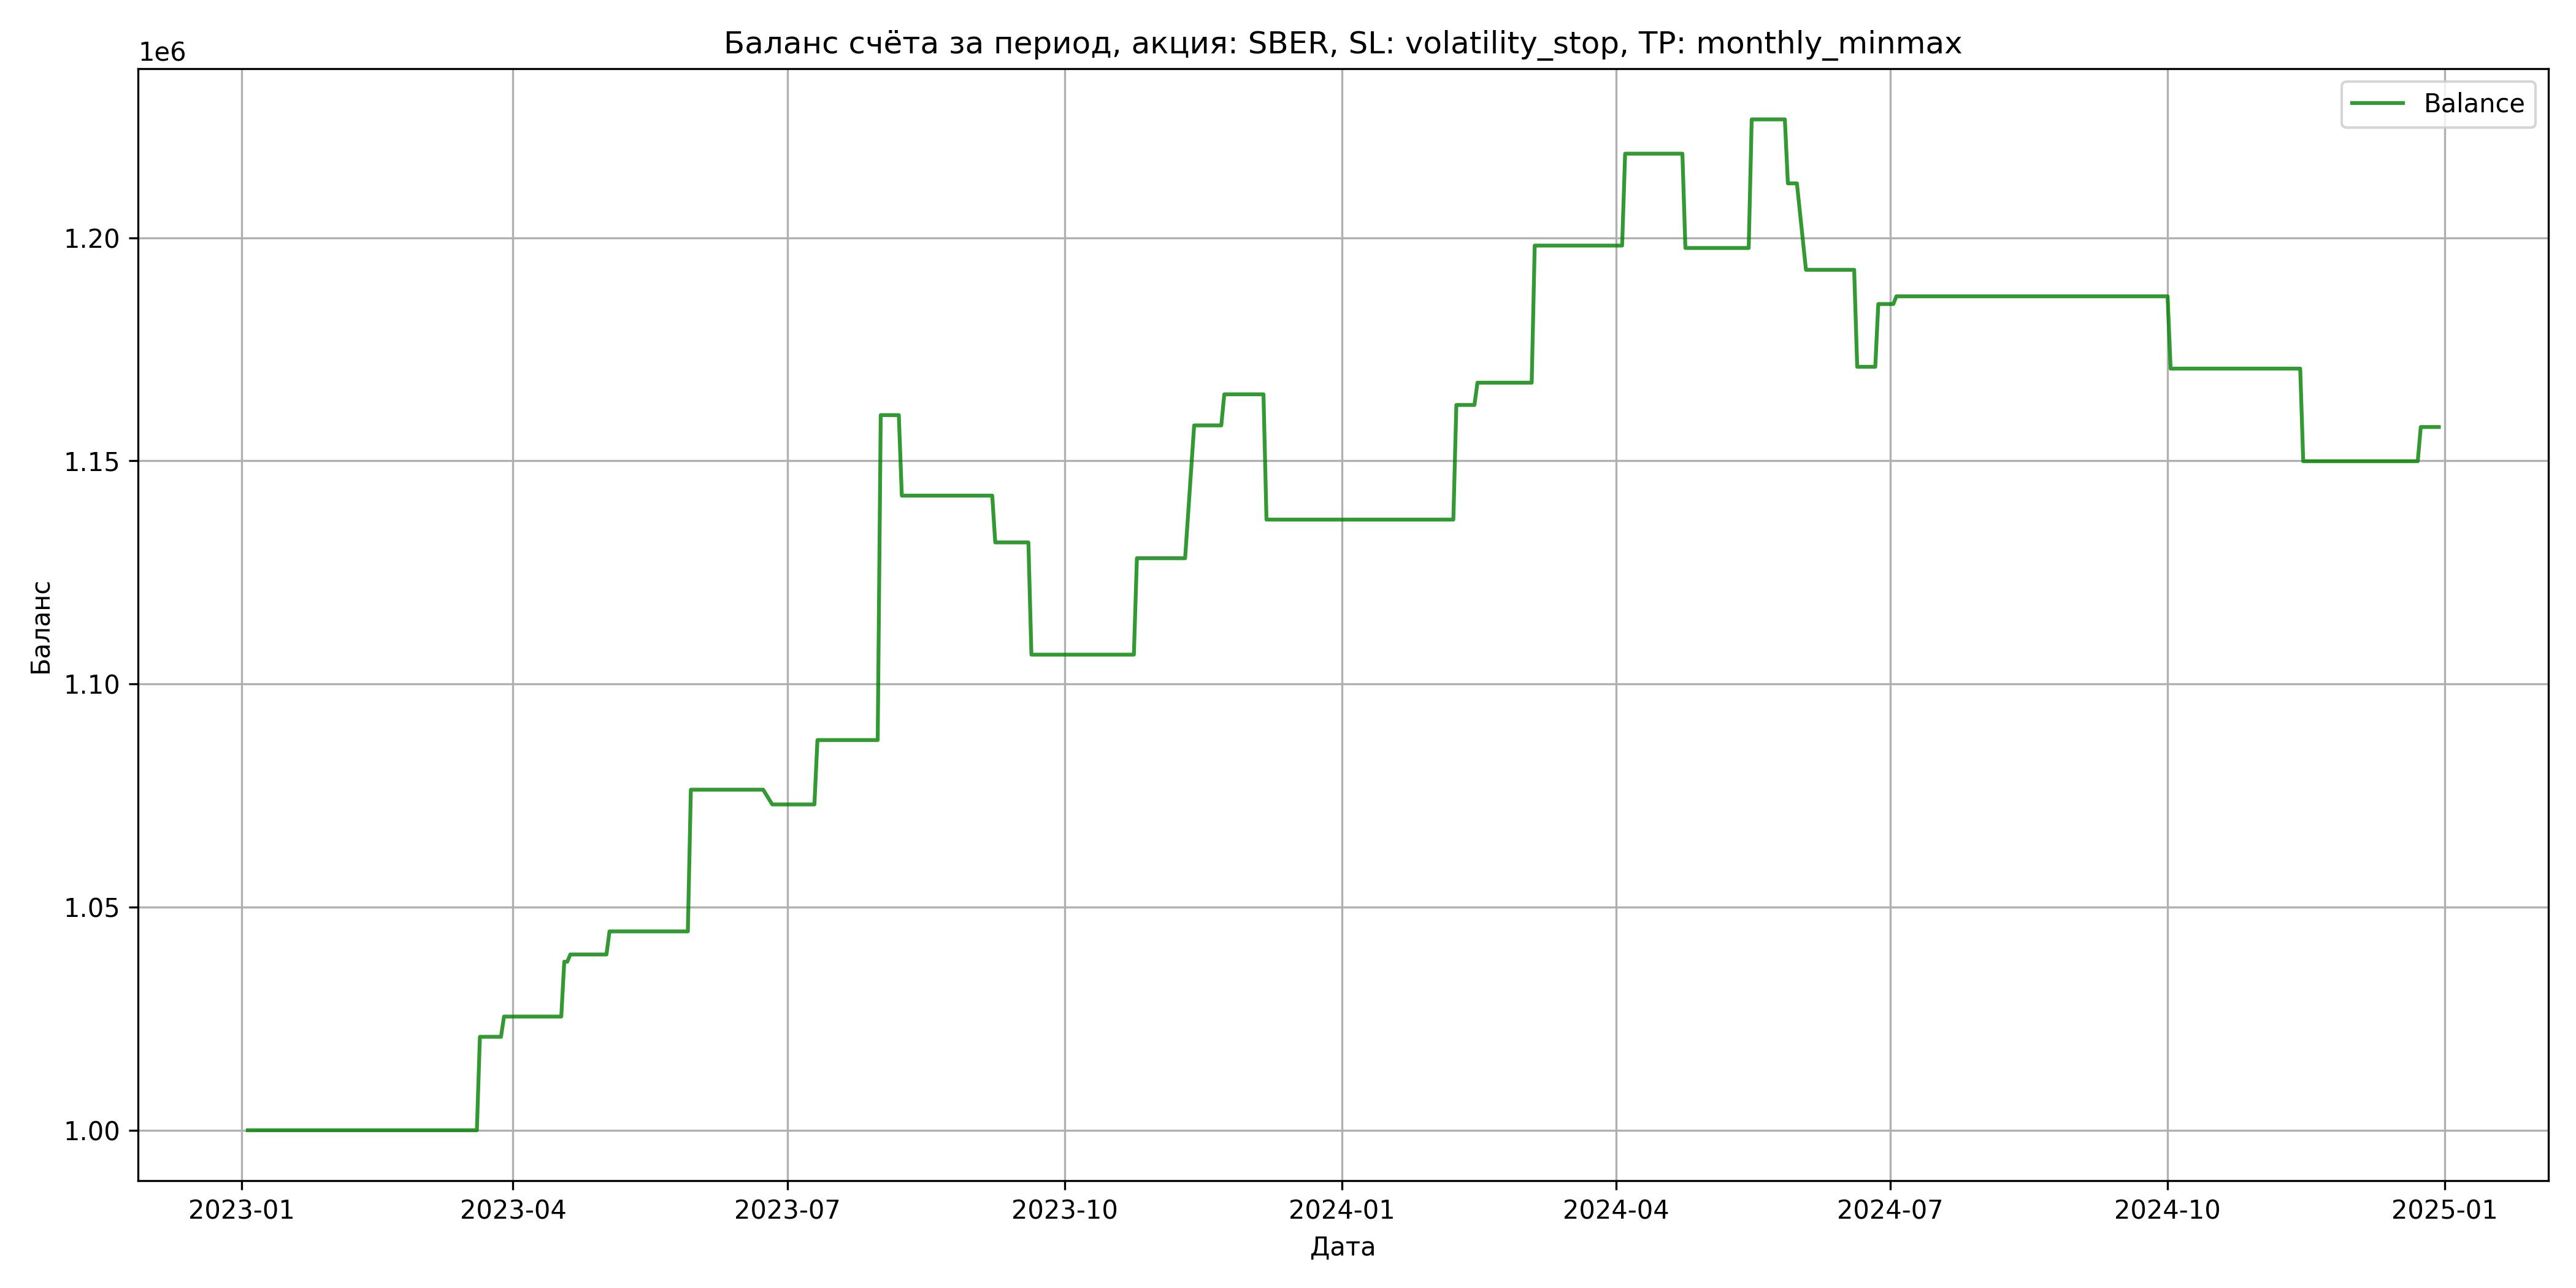 Баланс счёта за период, акция: SBER, SL: volatility_stop, TP: monthly_minmax
1e6
Balance
1.20
1.15
1.10
1.05
1.00
Баланс
2023-01 2023-04 2023-07 2023-10 2024-01 2024-04 2024-07 2024-10 2025-01
Дата